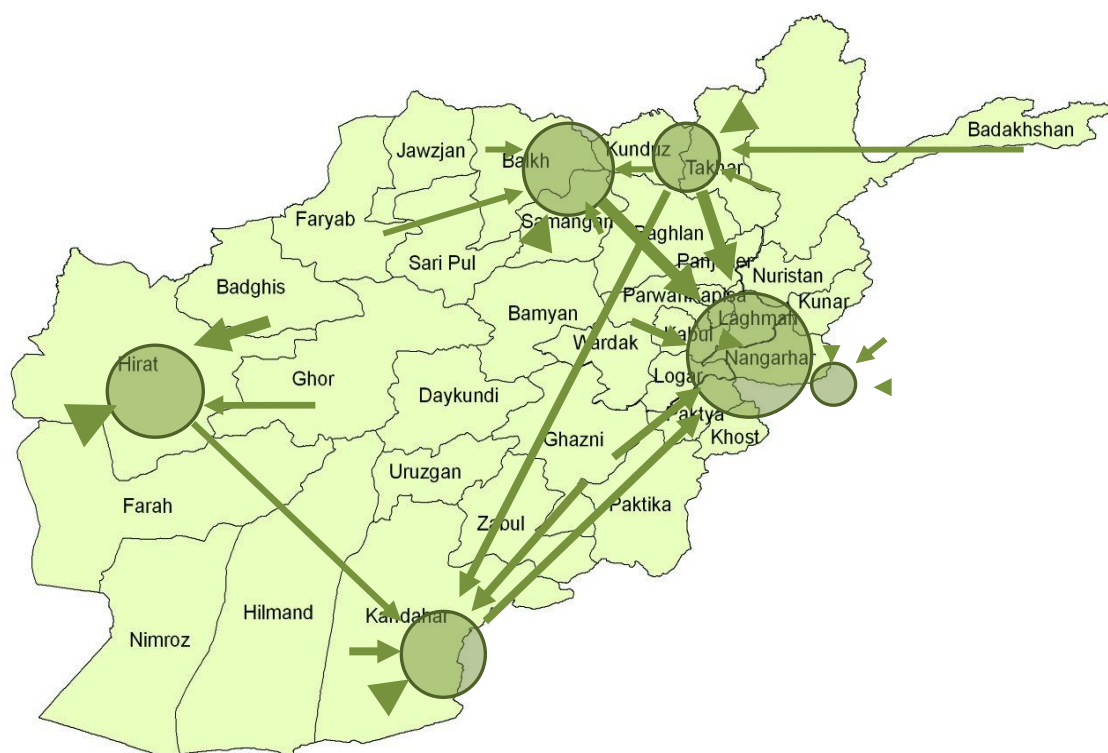 Badakhshan
Jawzjan
Balkh
Kunduz
Takhar
Faryab
Samangan
Baghlan
Sari Pul
Panjsher
Nuristan
Badghis
Parwan
Kapisa
Kunar
Bamyan
Laghman
Kabul
Wardak
Nangarhar
Hirat
Ghor
Logar
Daykundi
Paktya
Ghazni
Khost
Uruzgan
Farah
Zabul
Paktika
Hilmand
Kandahar
Nimroz